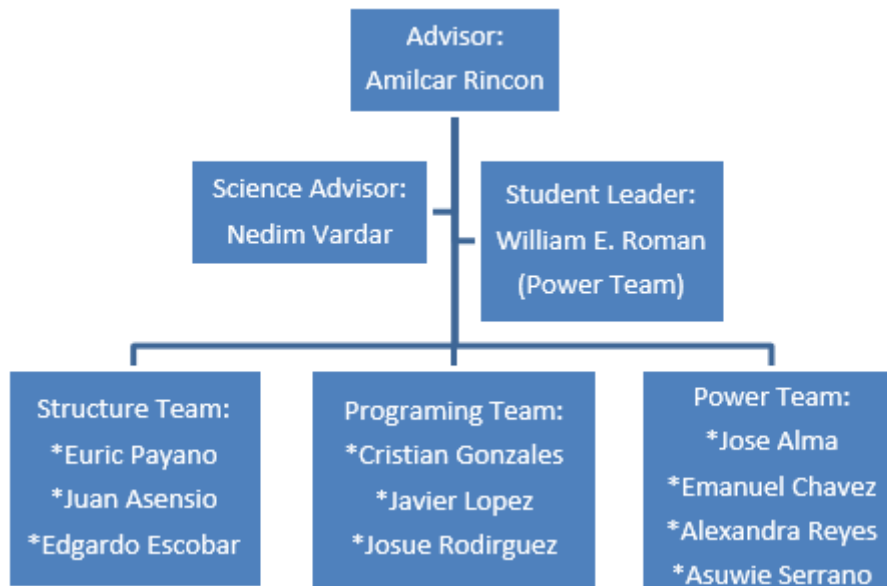 Advisor:
Amilcar Rincon
Science Advisor:
Nedim Vardar
Student Leader:
William E. Roman
(Power Team)
Structure Team:
*Euric Payano
*Juan Asensio
*Edgardo Escobar
Programing Team:
*Cristian Gonzales
*Javier Lopez
*Josue Rodirguez
Power Team:
*Jose Alma
*Emanuel Chavez
*Alexandra Reyes
*Asuwie Serrano